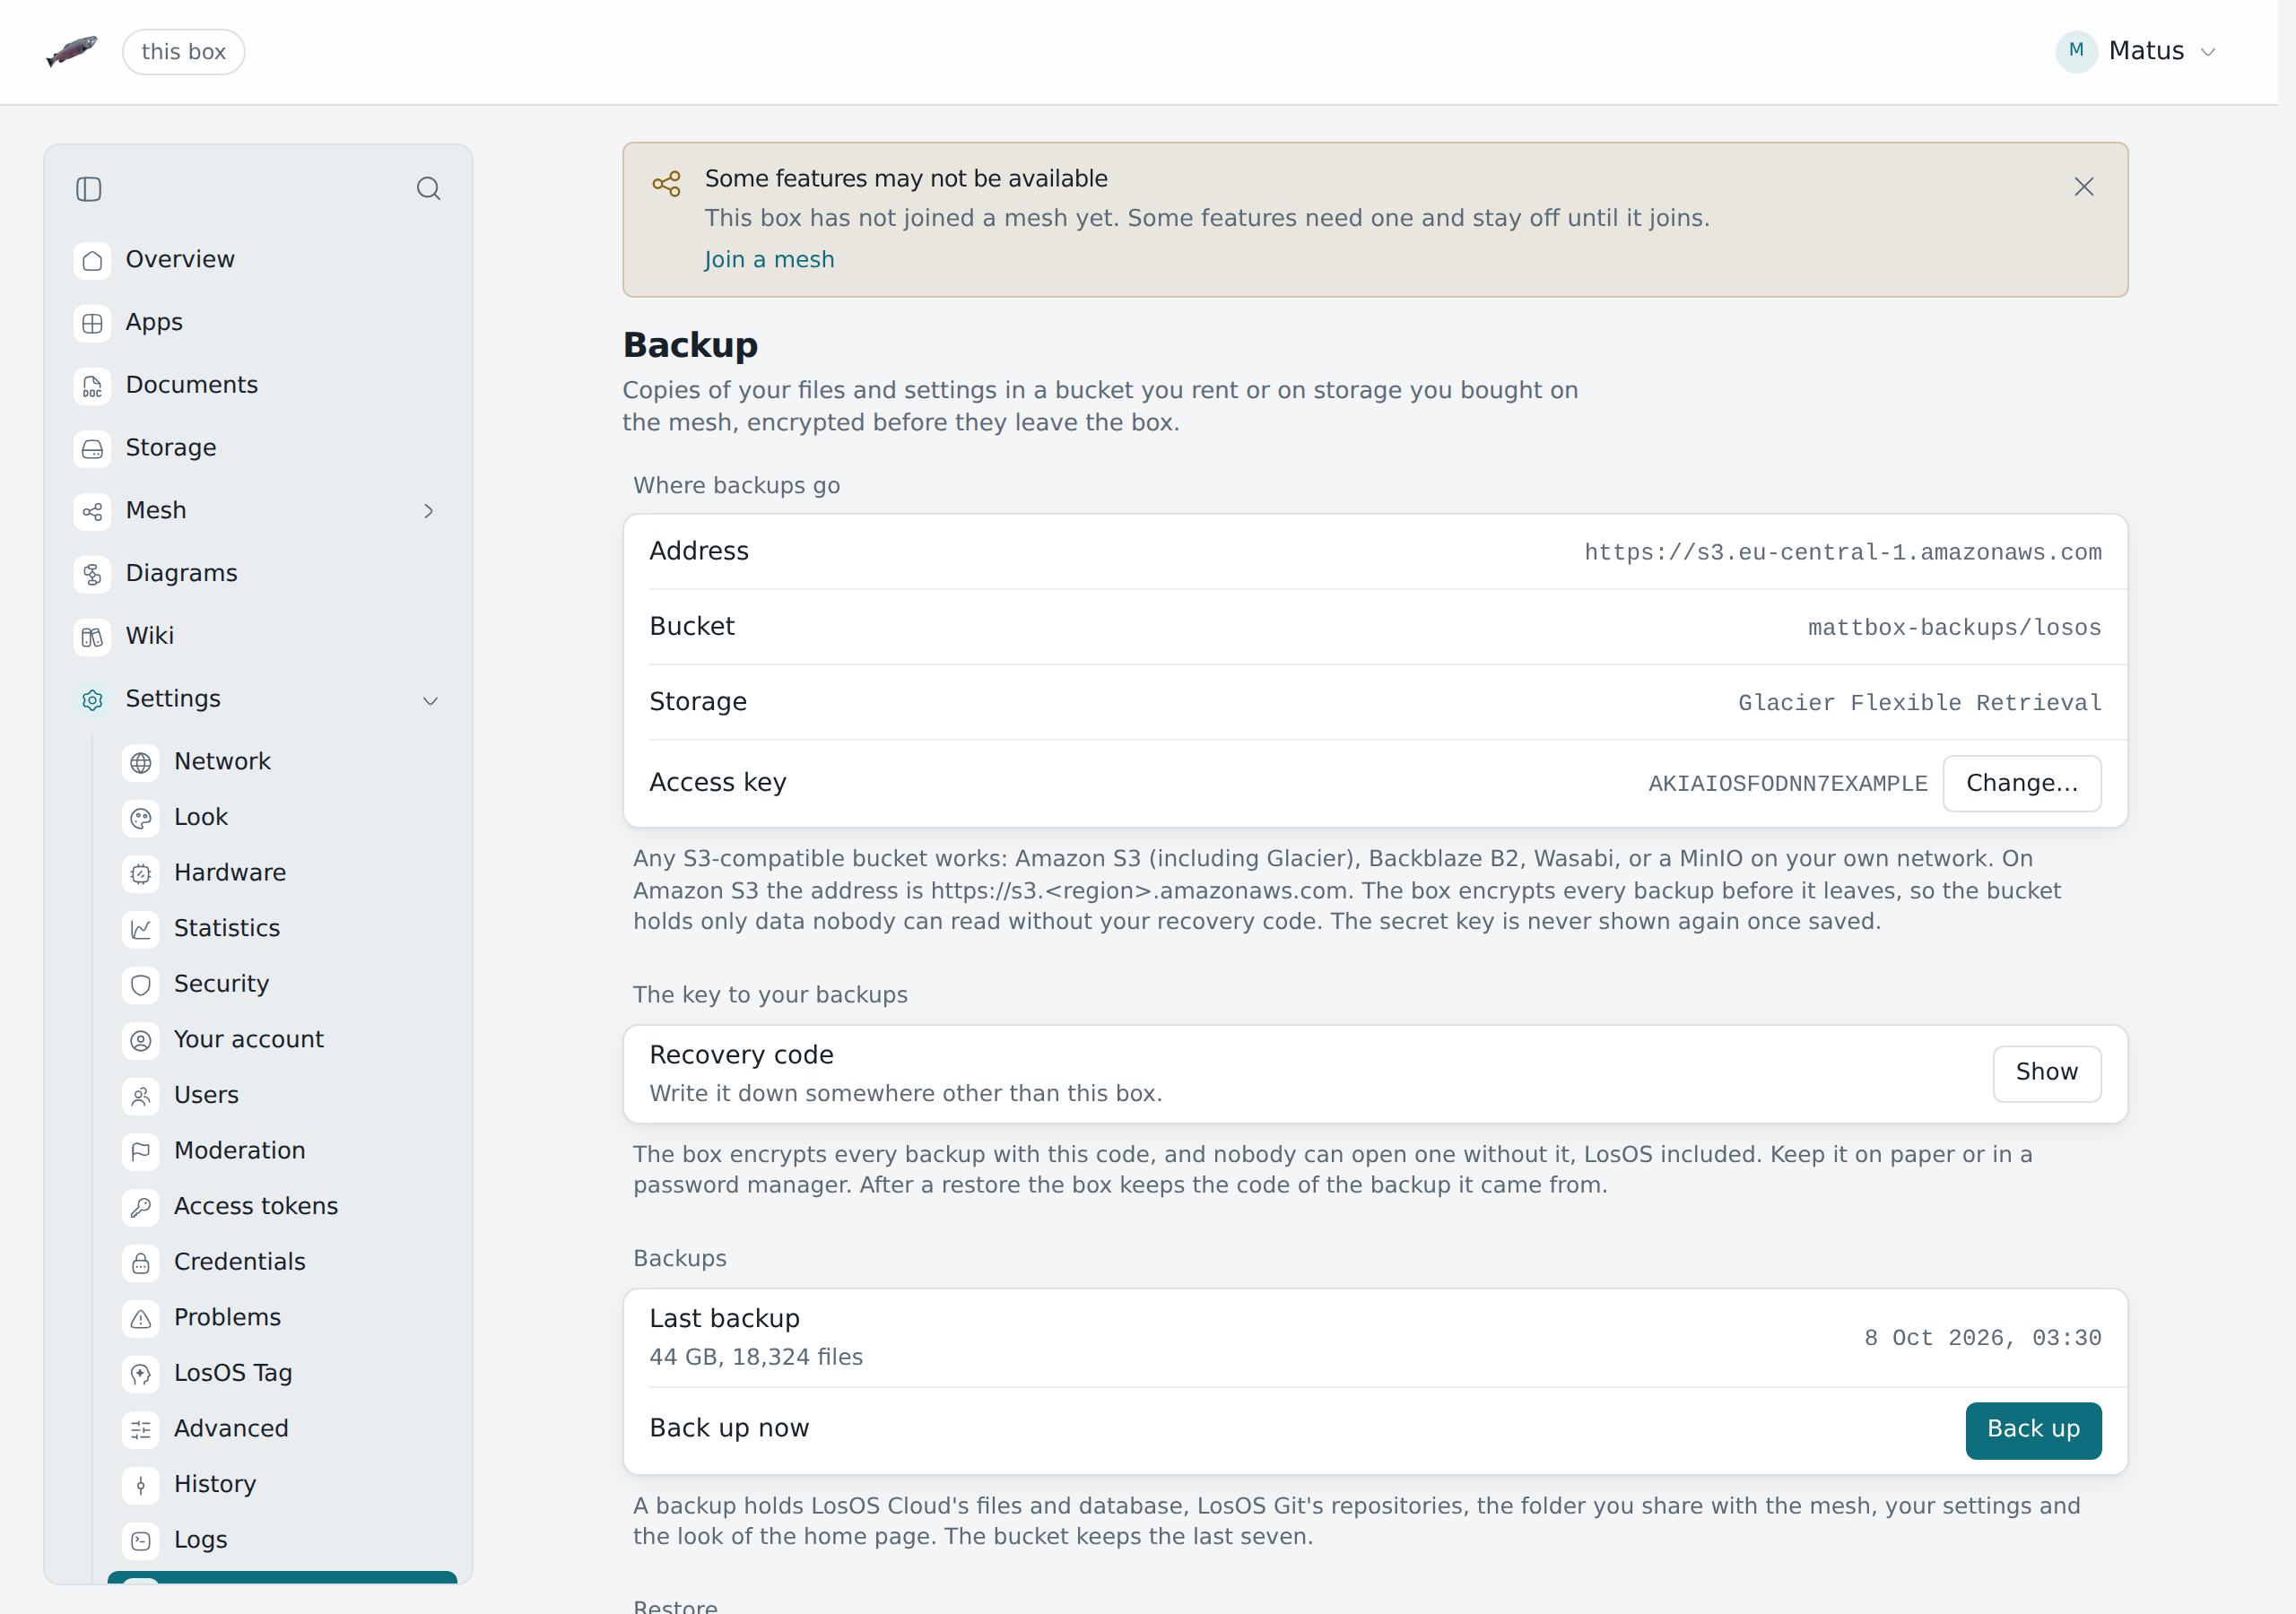 this box
M
Matus
Overview
Apps
Documents
Storage
Mesh
Diagrams
Wiki
Settings
Network
Look
Hardware
Statistics
Security
Your account
Users
Moderation
Access tokens
Credentials
Problems
LosOS Tag
Advanced
History
Logs
Some features may not be available
This box has not joined a mesh yet. Some features need one and stay off until it joins.
Join a mesh
Backup
Copies of your files and settings in a bucket you rent or on storage you bought on
the mesh, encrypted before they leave the box.
Where backups go
Address https://s3.eu-central-1.amazonaws.com
Bucket mattbox-backups/losos
Storage Glacier Flexible Retrieval
Access key AKIAIOSFODNN7EXAMPLE Change...
Any S3-compatible bucket works: Amazon S3 (including Glacier), Backblaze B2, Wasabi, or a MinIO on your own network. On
Amazon S3 the address is https://s3.<region>.amazonaws.com. The box encrypts every backup before it leaves, so the bucket
holds only data nobody can read without your recovery code. The secret key is never shown again once saved.
The key to your backups
Recovery code
Write it down somewhere other than this box.
Show
The box encrypts every backup with this code, and nobody can open one without it, LosOS included. Keep it on paper or in a
password manager. After a restore the box keeps the code of the backup it came from.
Backups
Last backup
44 GB, 18,324 files
8 Oct 2026, 03:30
Back up now Back up
A backup holds LosOS Cloud's files and database, LosOS Git's repositories, the folder you share with the mesh, your settings and
the look of the home page. The bucket keeps the last seven.
Restore